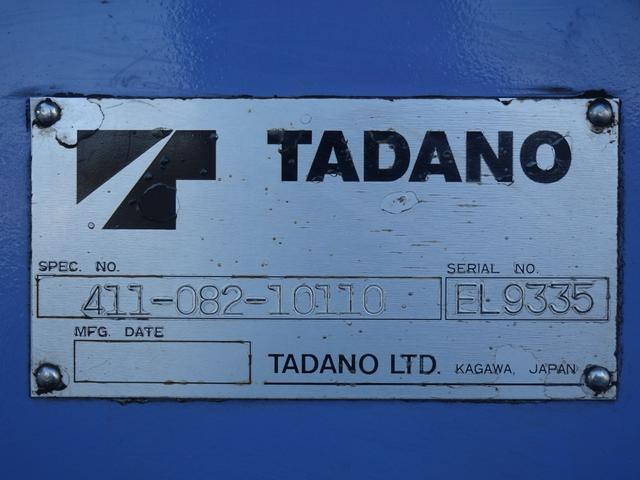 TADANO
SPEC. NO. SERIAL NO.
411-082-10110 EL9335
MFG. DATE
TADANO LTD. KAGAWA, JAPAN